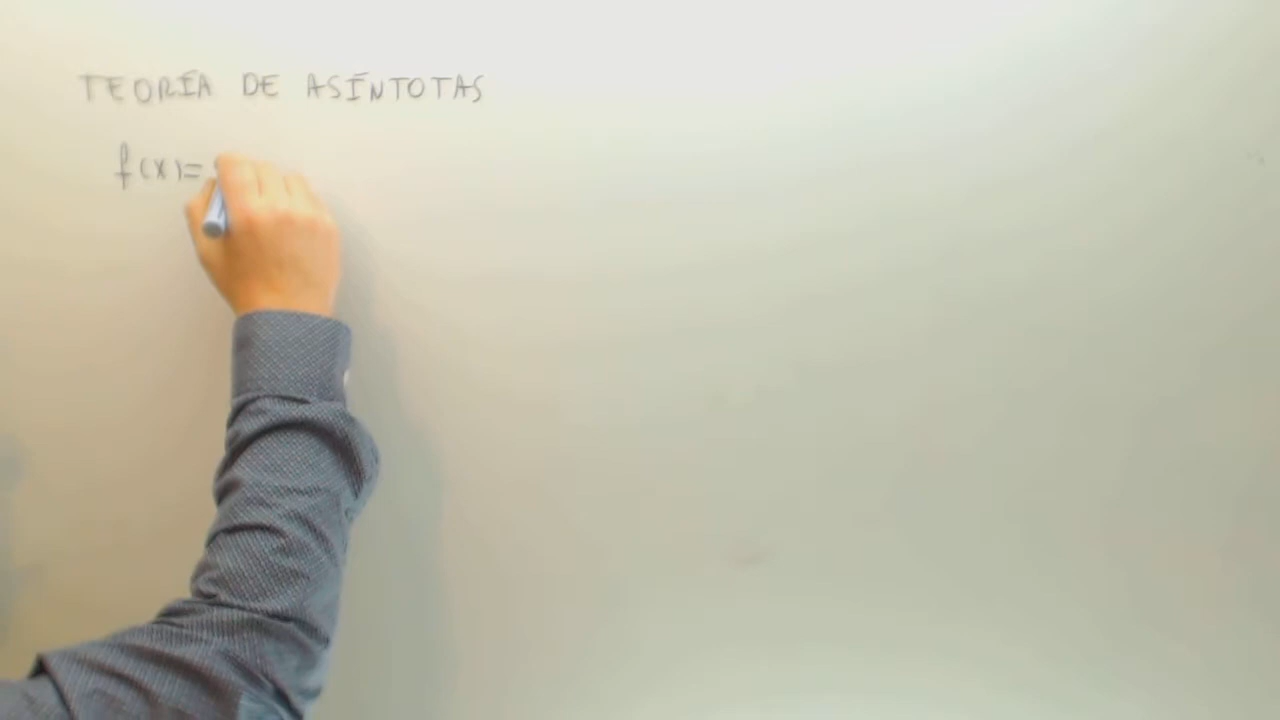 TEORÍA DE ASÍNTOTAS
f(x)=